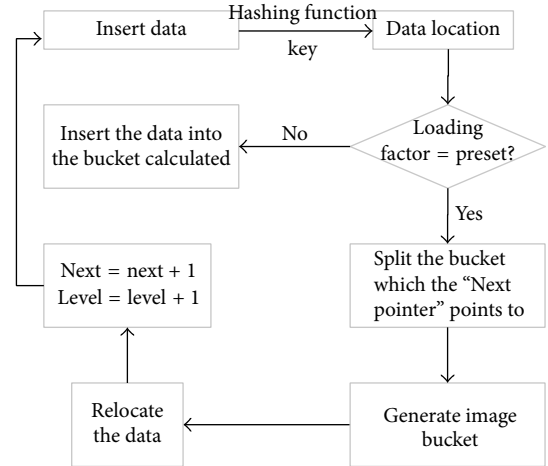 Insert data
Hashing function
key
Data location
Loading
factor = preset?
No
Insert the data into
the bucket calculated
Yes
Split the bucket
which the “Next
pointer” points to
Next = next + 1
Level = level + 1
Generate image
bucket
Relocate
the data